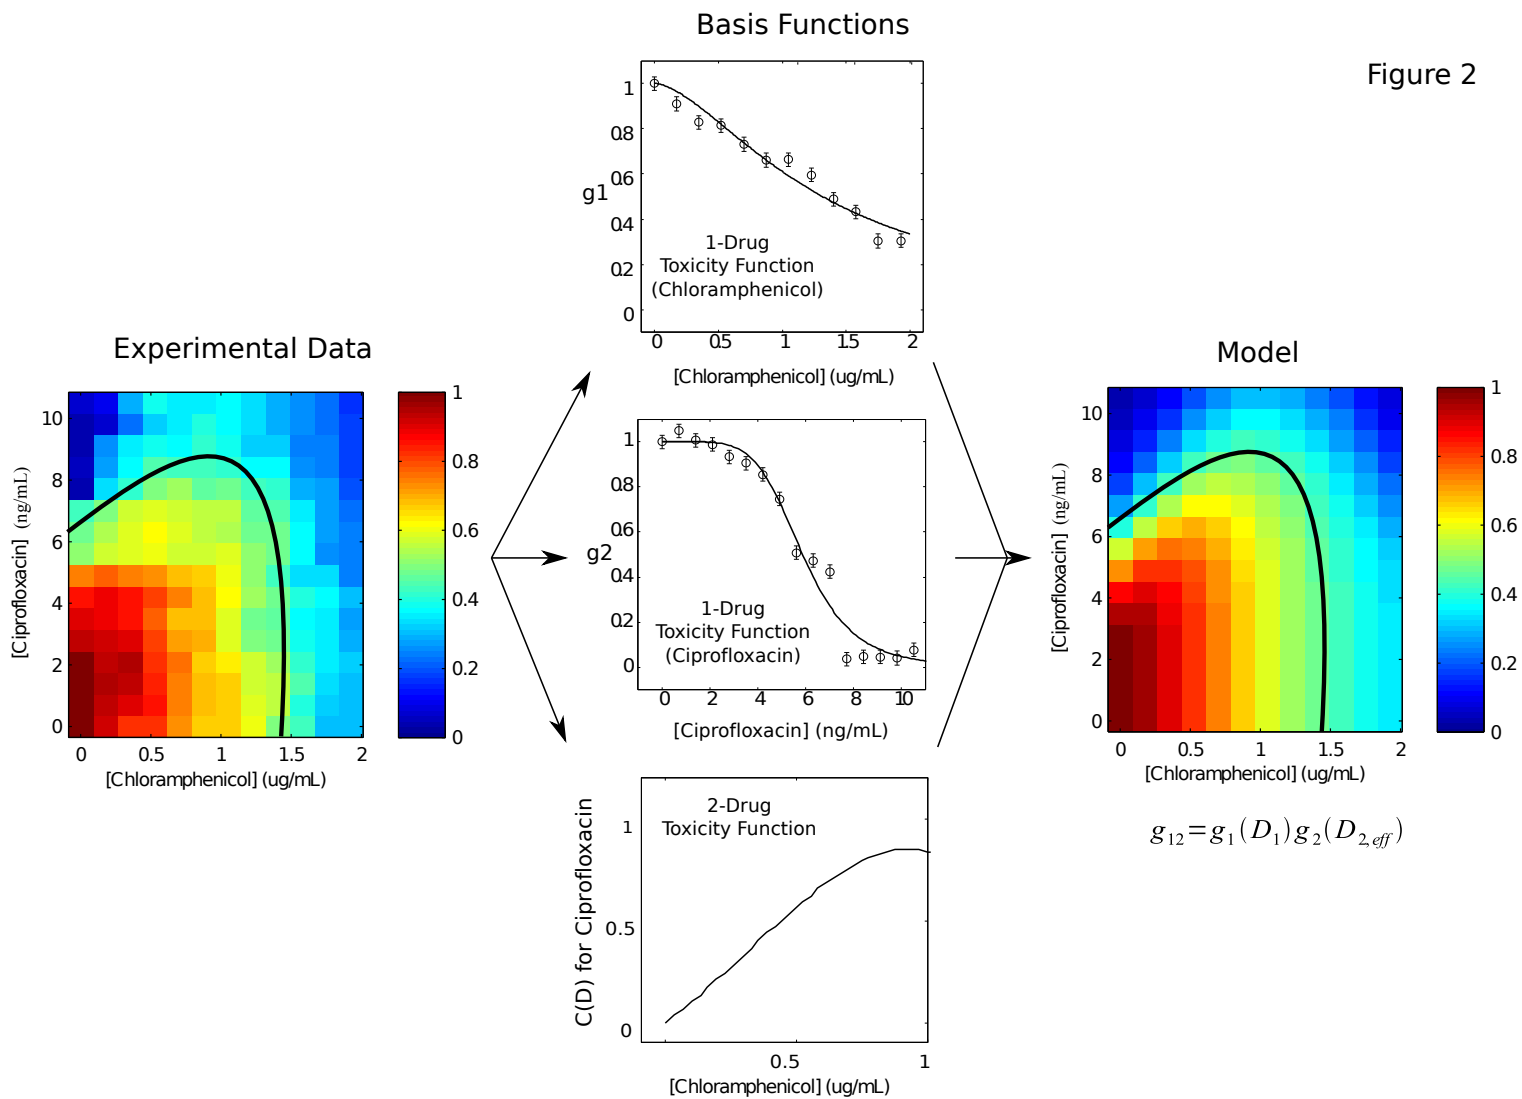 Basis Functions
Figure 2
1
0.8
0.6
0.4
0.2
0
g1
1-Drug
Toxicity Function
(Chloramphenicol)
0 0.5 1 1.5 2
[Chloramphenicol] (ug/mL)
Experimental Data
10
8
6
4
2
0
[Ciprofloxacin] (ng/mL)
0 0.5 1 1.5 2
[Chloramphenicol] (ug/mL)
1
0.8
0.6
0.4
0.2
0
1
0.8
0.6
0.4
0.2
0
g2
1-Drug
Toxicity Function
(Ciprofloxacin)
0 2 4 6 8 10
[Ciprofloxacin] (ng/mL)
2-Drug
Toxicity Function
1
0.5
0
C(D) for Ciprofloxacin
0.5 1
[Chloramphenicol] (ug/mL)
Model
10
8
6
4
2
0
[Ciprofloxacin] (ng/mL)
0 0.5 1 1.5 2
[Chloramphenicol] (ug/mL)
1
0.8
0.6
0.4
0.2
0
g12=g1(D1)g2(D2,eff)